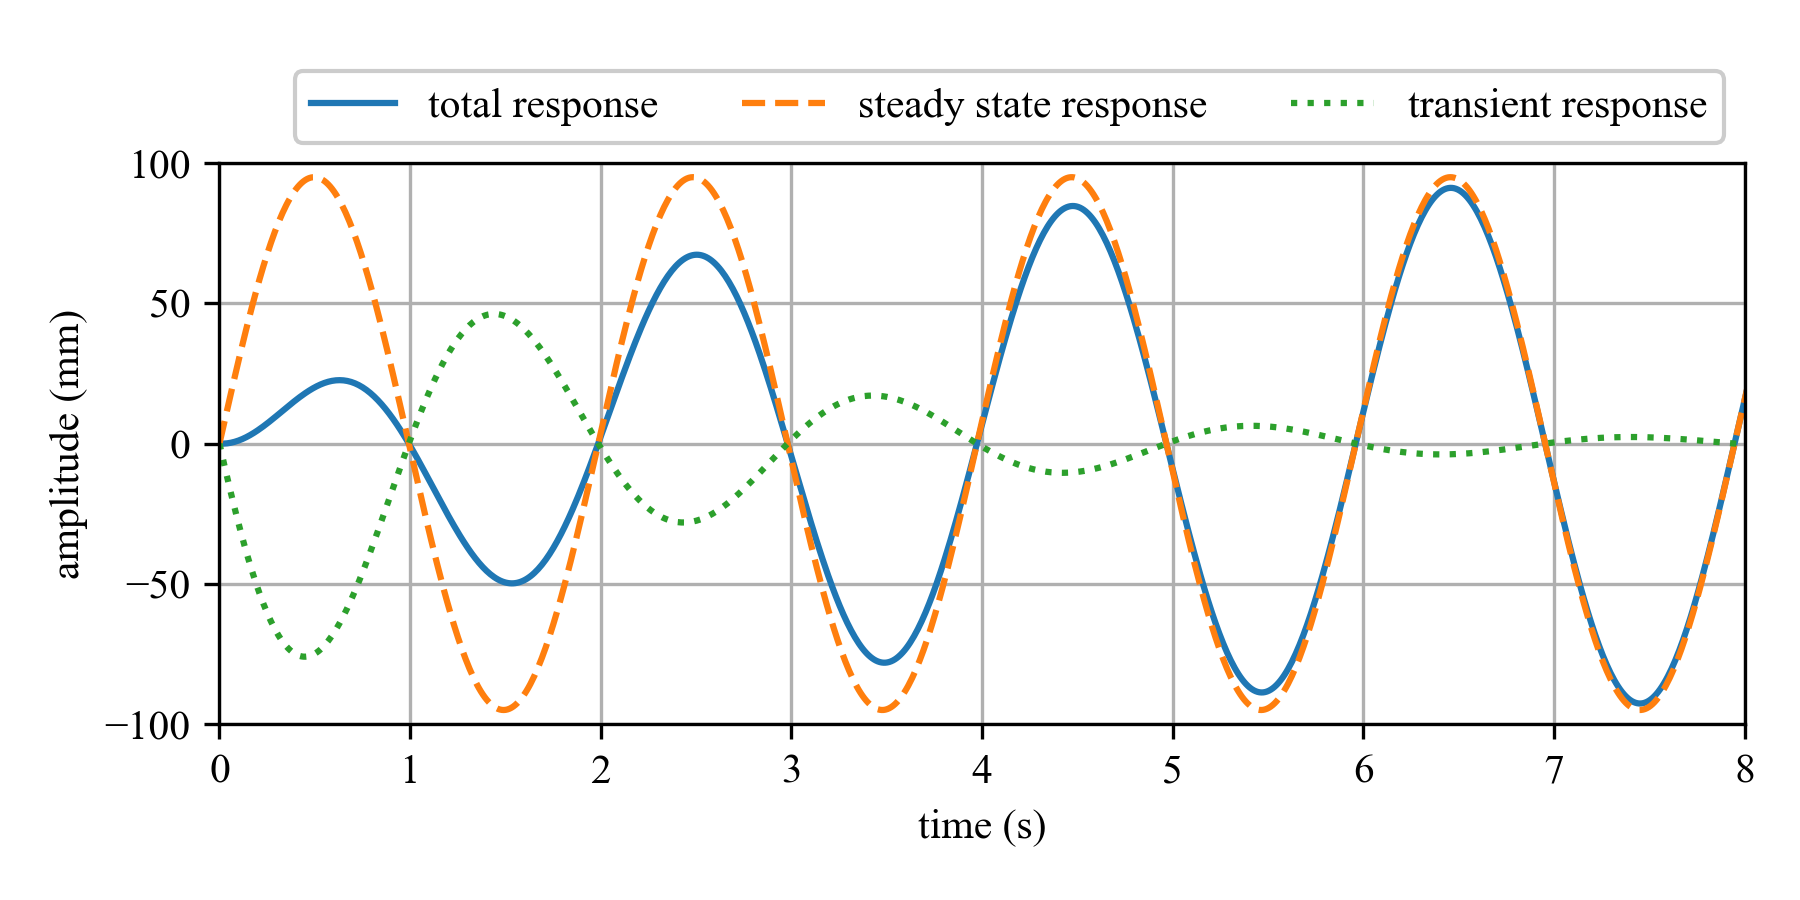 total response steady state response transient response
100
50
0
−50
−100
0 1 2 3 4 5 6 7 8
time (s)
amplitude (mm)